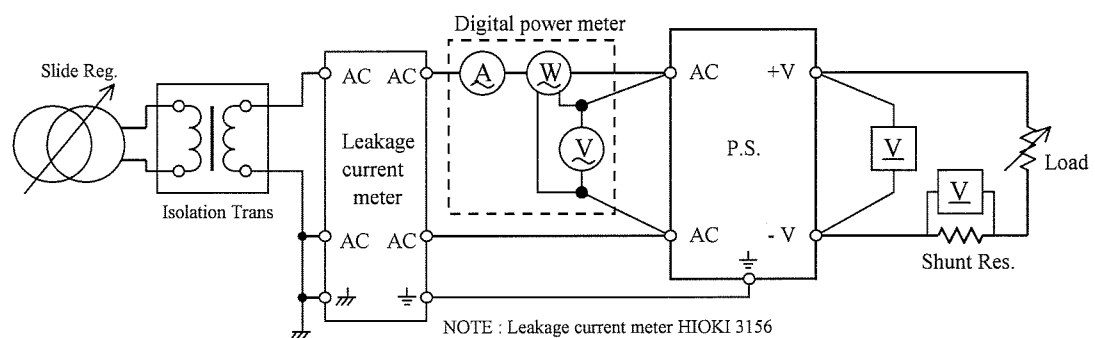 Digital power meter
Slide Reg.
Isolation Trans
AC AC
Leakage
current
meter
AC AC
A
W
V
AC +V
P.S.
AC - V
V
V
Load
Shunt Res.
NOTE : Leakage current meter HIOKI 3156